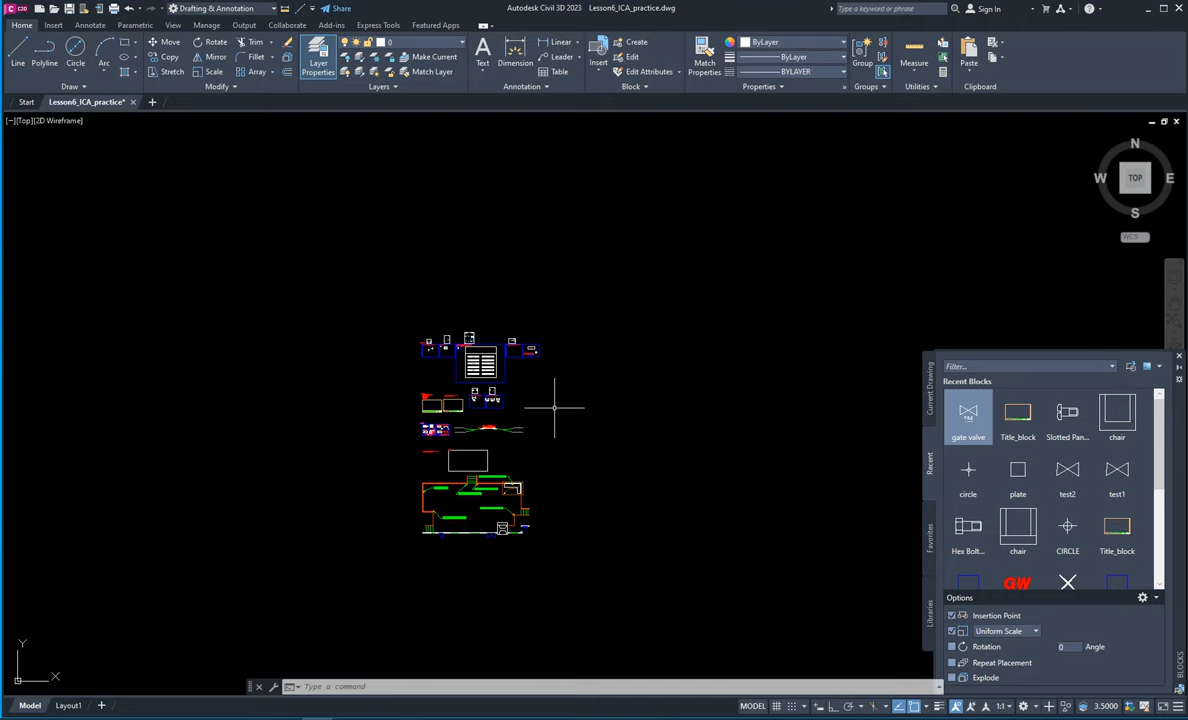 C3D
Drafting & Annotation
Share
Autodesk Civil 3D 2023 Lesson6_ICA_practice.dwg
Type a keyword or phrase
Sign In
Home Insert Annotate Parametric View Manage Output Collaborate Add-ins Express Tools Featured Apps
Line Polyline Circle Arc
Move Rotate Trim
Copy Mirror Fillet
Stretch Scale Array
Layer Properties
0
Make Current
Match Layer
Text Dimension
Linear
Leader
Table
Insert
Create
Edit
Edit Attributes
Match Properties
ByLayer
ByLayer
BYLAYER
Group
Measure
Paste
Draw Modify Layers Annotation Block Properties Groups Utilities Clipboard
Start Lesson6_ICA_practice*
[−][Top][2D Wireframe]
N
W TOP E
S
WCS
Filter...
Current Drawing
Recent
Favorites
Libraries
Recent Blocks
gate valve Title_block Slotted Pan... chair
circle plate test2 test1
Hex Bolt... chair CIRCLE Title_block
GW
Options
Insertion Point
Uniform Scale
Rotation 0 Angle
Repeat Placement
Explode
BLOCKS
Y
X
Type a command
Model Layout1
MODEL 1:1 3.5000